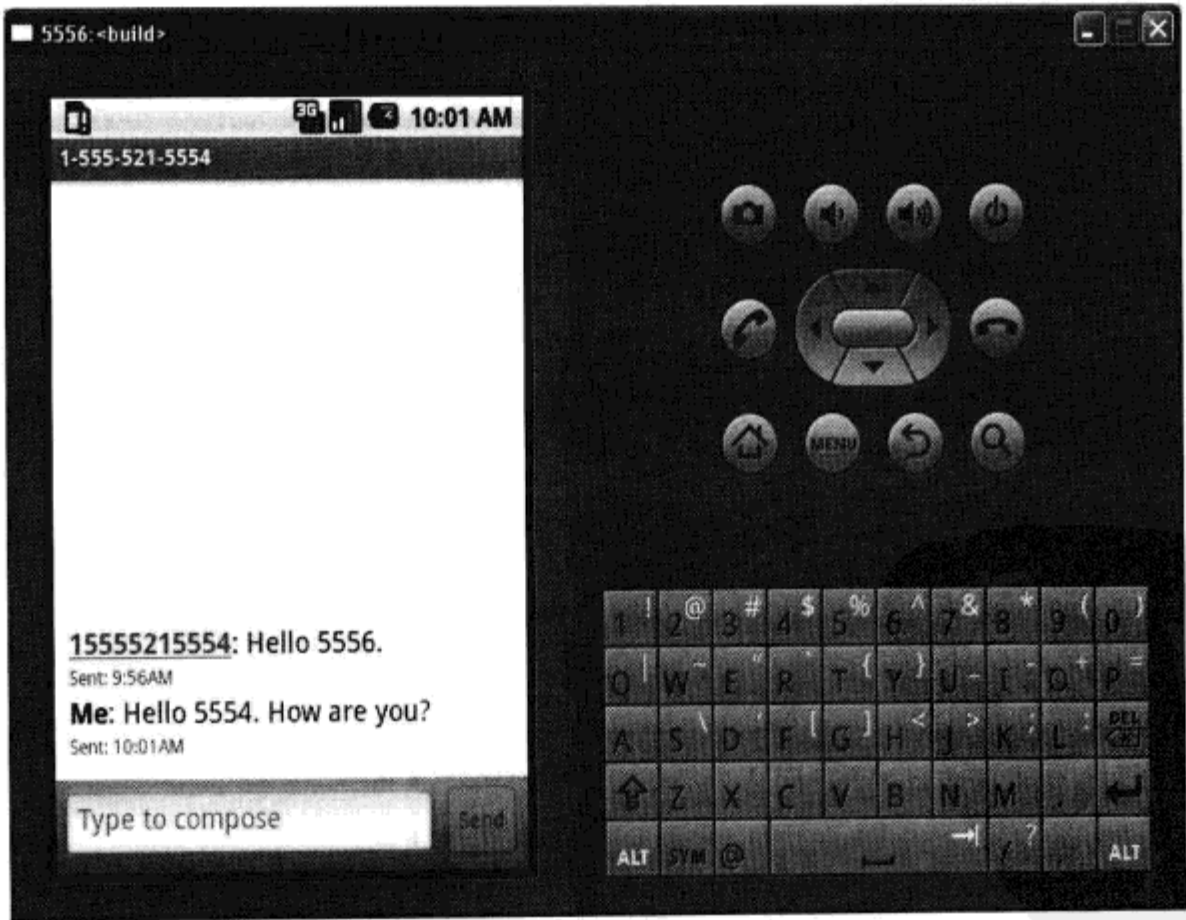 5556:<build>
3G 10:01 AM
1-555-521-5554
MENU
15555215554: Hello 5556.
Sent: 9:56AM
Me: Hello 5554. How are you?
Sent: 10:01AM
Type to compose Send
1 ! 2 @ 3 # 4 $ 5 % 6 ^ 7 & 8 * 9 ( 0 )
Q | W ~ E " R ` T { Y } U _ I - O + P =
A S \ D ' F [ G ] H < J > K ; L : DEL
Z X C V B N M .
ALT SYM @ / ? ALT